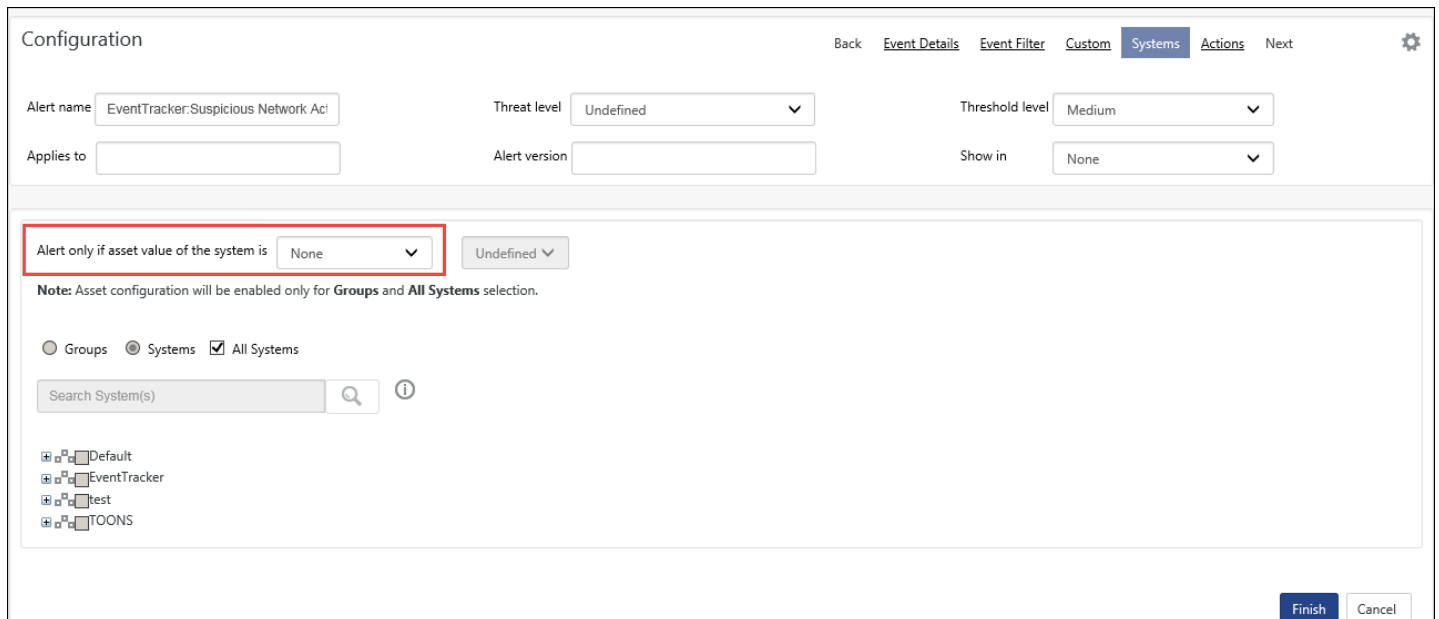 Configuration
Back Event Details Event Filter Custom Systems Actions Next
Alert name EventTracker:Suspicious Network Act Threat level Undefined Threshold level Medium
Applies to Alert version Show in None
Alert only if asset value of the system is None Undefined
Note: Asset configuration will be enabled only for Groups and All Systems selection.
Groups Systems All Systems
Search System(s)
Default
EventTracker
test
TOONS
Finish Cancel